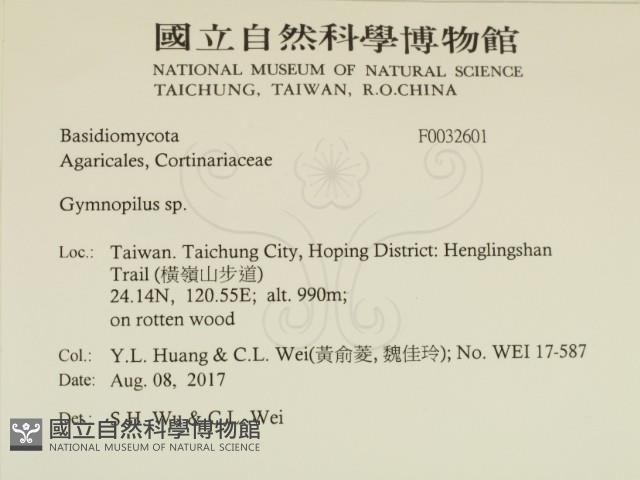 國立自然科學博物館
NATIONAL MUSEUM OF NATURAL SCIENCE
TAICHUNG, TAIWAN, R.O.CHINA
Basidiomycota F0032601
Agaricales, Cortinariaceae
Gymnopilus sp.
Loc.: Taiwan. Taichung City, Hoping District: Henglingshan
Trail (橫嶺山步道)
24.14N, 120.55E; alt. 990m;
on rotten wood
Col.: Y.L. Huang & C.L. Wei(黃俞菱, 魏佳玲); No. WEI 17-587
Date: Aug. 08, 2017
Det.: S.H. Wu & C.L. Wei
國立自然科學博物館
NATIONAL MUSEUM OF NATURAL SCIENCE